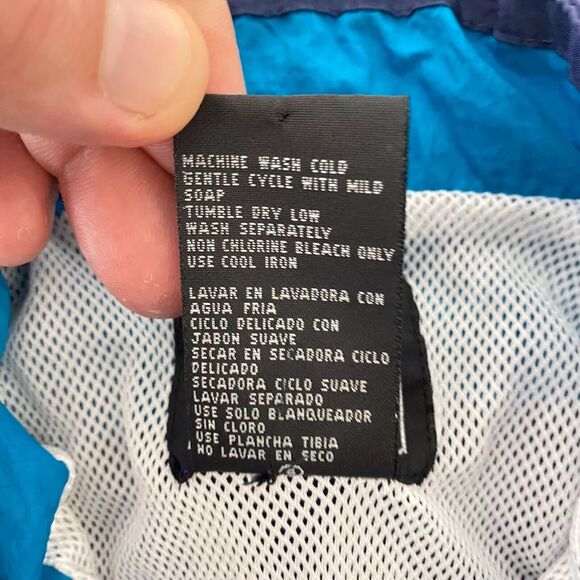 MACHINE WASH COLD
GENTLE CYCLE WITH MILD
SOAP
TUMBLE DRY LOW
WASH SEPARATELY
NON CHLORINE BLEACH ONLY
USE COOL IRON
LAVAR EN LAVADORA CON
AGUA FRIA
CICLO DELICADO CON
JABON SUAVE
SECAR EN SECADORA CICLO
DELICADO
SECADORA CICLO SUAVE
LAVAR SEPARADO
USE SOLO BLANQUEADOR
SIN CLORO
USE PLANCHA TIBIA
NO LAVAR EN SECO